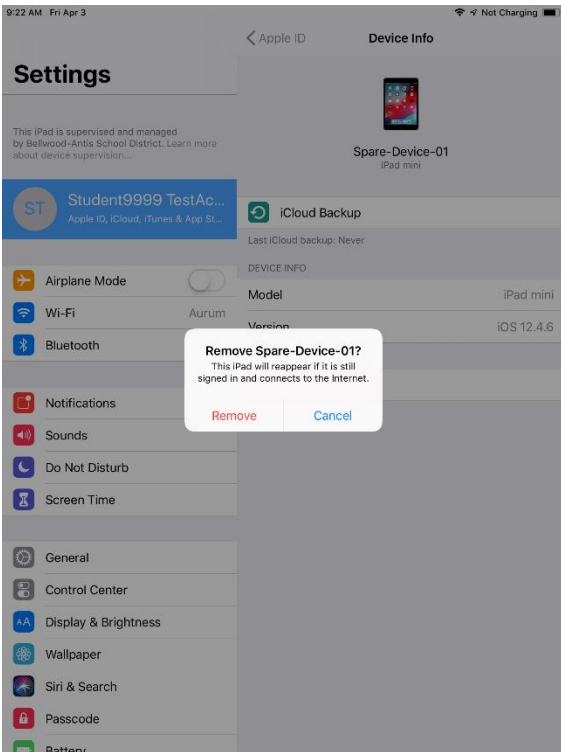 9:22 AM Fri Apr 3
Not Charging
Settings
This iPad is supervised and managed
by Bellwood-Antis School District. Learn more
about device supervision...
ST
Student9999 TestAc...
Apple ID, iCloud, iTunes & App St...
Airplane Mode
Wi-Fi
Aurum
Bluetooth
Notifications
Sounds
Do Not Disturb
Screen Time
General
Control Center
AA
Display & Brightness
Wallpaper
Siri & Search
Passcode
Battery
Apple ID
Device Info
Spare-Device-01
iPad mini
iCloud Backup
Last iCloud backup: Never
DEVICE INFO
Model
iPad mini
Version
iOS 12.4.6
Remove Spare-Device-01?
This iPad will reappear if it is still
signed in and connects to the Internet.
Remove
Cancel